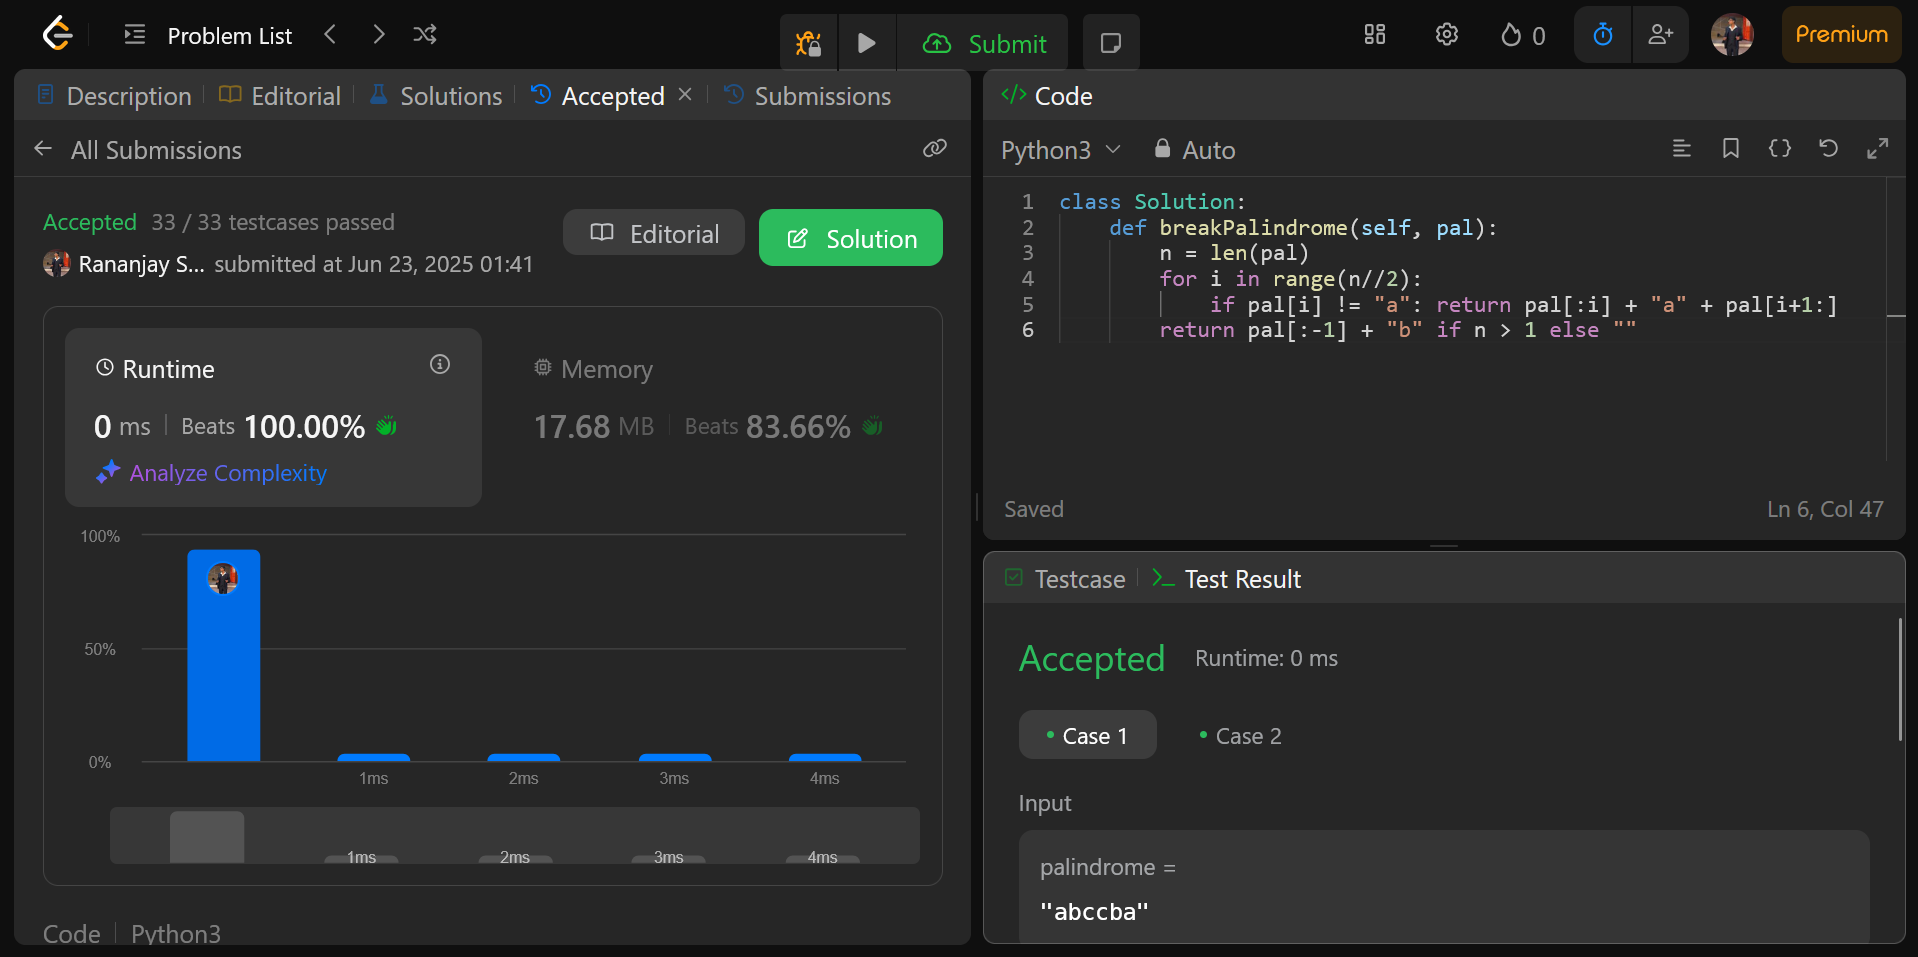 Problem List
Submit
0
Premium
Description
Editorial
Solutions
Accepted
Submissions
All Submissions
Accepted 33 / 33 testcases passed
Rananjay S... submitted at Jun 23, 2025 01:41
Editorial
Solution
Runtime
0 ms Beats 100.00%
Analyze Complexity
Memory
17.68 MB Beats 83.66%
100%
50%
0%
1ms 2ms 3ms 4ms
1ms 2ms 3ms 4ms
Code Python3
</> Code
Python3 Auto
1 class Solution:
2     def breakPalindrome(self, pal):
3         n = len(pal)
4         for i in range(n//2):
5             if pal[i] != "a": return pal[:i] + "a" + pal[i+1:]
6         return pal[:-1] + "b" if n > 1 else ""
Saved
Ln 6, Col 47
Testcase
Test Result
Accepted Runtime: 0 ms
Case 1
Case 2
Input
palindrome =
"abccba"